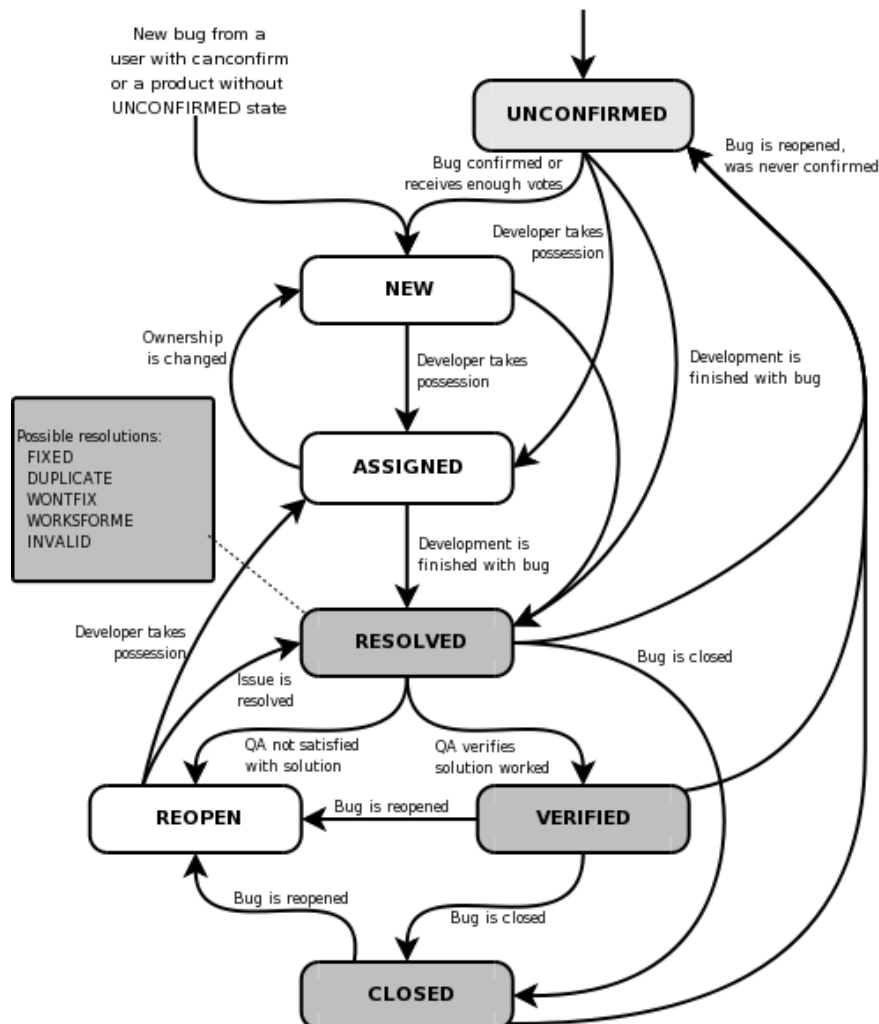 New bug from a
user with canconfirm
or a product without
UNCONFIRMED state
UNCONFIRMED
Bug is reopened,
was never confirmed
Bug confirmed or
receives enough votes
Developer takes
possession
NEW
Ownership
is changed
Developer takes
possession
Development is
finished with bug
Possible resolutions:
FIXED
DUPLICATE
WONTFIX
WORKSFORME
INVALID
ASSIGNED
Development is
finished with bug
Developer takes
possession
RESOLVED
Bug is closed
Issue is
resolved
QA not satisfied
with solution
QA verifies
solution worked
REOPEN
Bug is reopened
VERIFIED
Bug is reopened
Bug is closed
CLOSED